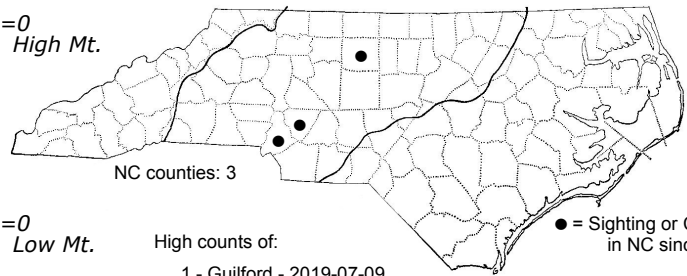 =0
High Mt.
NC counties: 3
=0
Low Mt.
High counts of:
1 - Guilford - 2019-07-09
● = Sighting or
in NC sinc